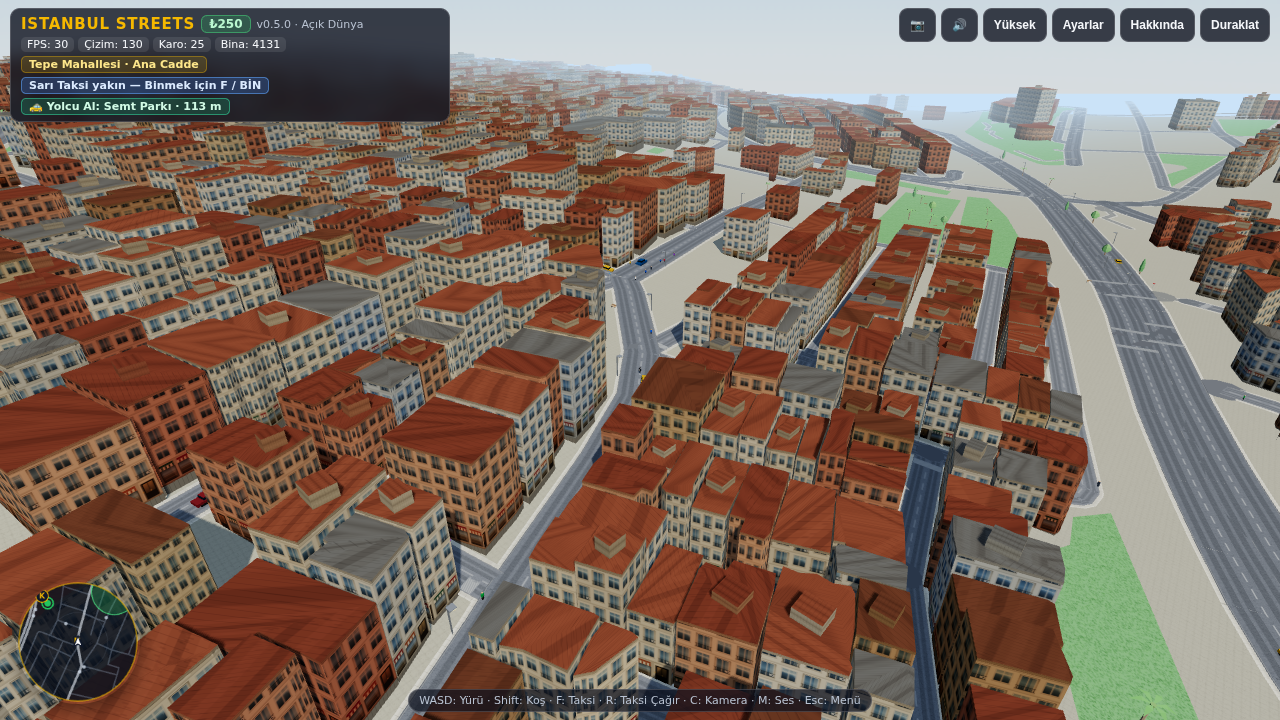 ISTANBUL STREETS ₺250 v0.5.0 · Açık Dünya
FPS: 30 Çizim: 130 Karo: 25 Bina: 4131
Tepe Mahallesi · Ana Cadde
Sarı Taksi yakın — Binmek için F / BİN
🚕 Yolcu Al: Semt Parkı · 113 m
Yüksek Ayarlar Hakkında Duraklat
K
WASD: Yürü · Shift: Koş · F: Taksi · R: Taksi Çağır · C: Kamera · M: Ses · Esc: Menü